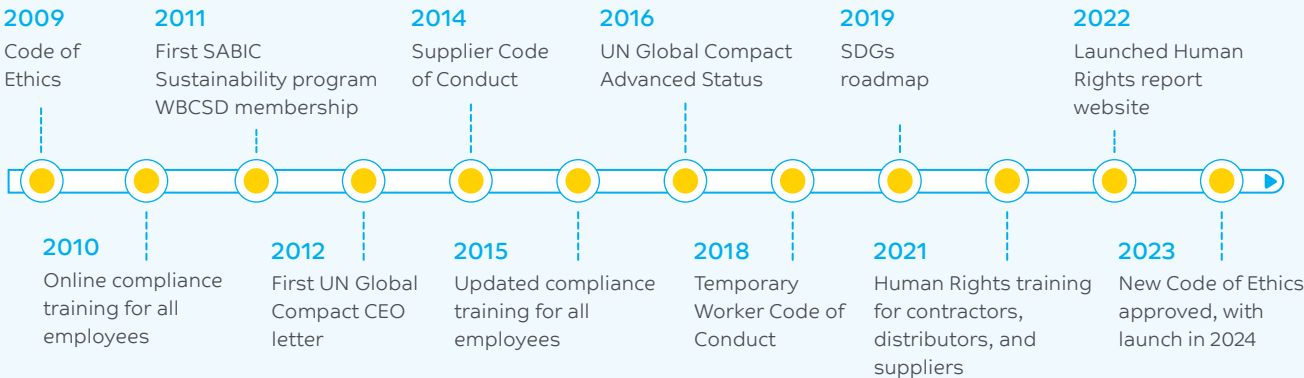 2009
Code of
Ethics
2011
First SABIC
Sustainability program
WBCSD membership
2014
Supplier Code
of Conduct
2016
UN Global Compact
Advanced Status
2019
SDGs
roadmap
2022
Launched Human
Rights report
website
2010
Online compliance
training for all
employees
2012
First UN Global
Compact CEO
letter
2015
Updated compliance
training for all
employees
2018
Temporary
Worker Code of
Conduct
2021
Human Rights training
for contractors,
distributors, and
suppliers
2023
New Code of Ethics
approved, with
launch in 2024